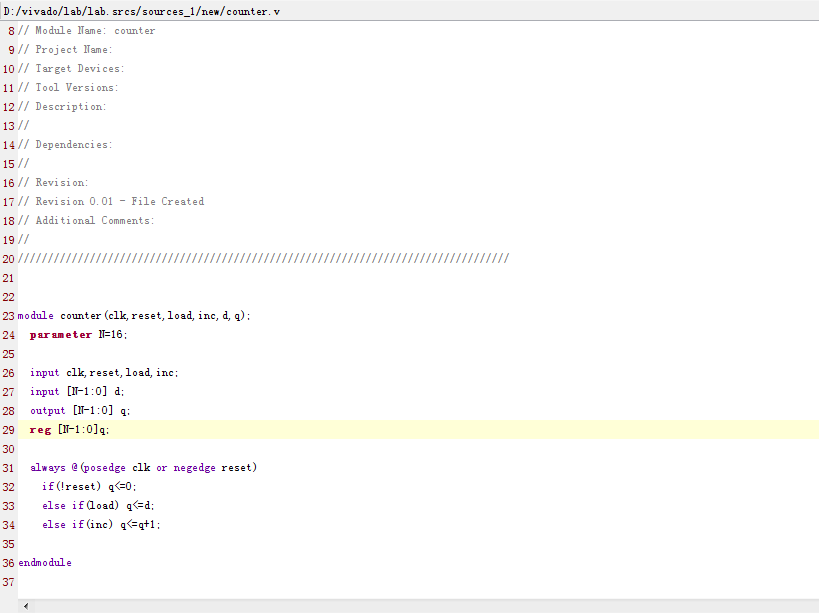 D:/vivado/lab/lab.srcs/sources_1/new/counter.v
8 // Module Name: counter
9 // Project Name:
10 // Target Devices:
11 // Tool Versions:
12 // Description:
13 //
14 // Dependencies:
15 //
16 // Revision:
17 // Revision 0.01 - File Created
18 // Additional Comments:
19 //
20 //////////////////////////////////////////////////////////////////////////////////
21
22
23 module counter(clk,reset,load,inc,d,q);
24   parameter N=16;
25
26   input clk,reset,load,inc;
27   input [N-1:0] d;
28   output [N-1:0] q;
29   reg [N-1:0]q;
30
31   always @(posedge clk or negedge reset)
32     if(!reset) q<=0;
33     else if(load) q<=d;
34     else if(inc) q<=q+1;
35
36 endmodule
37